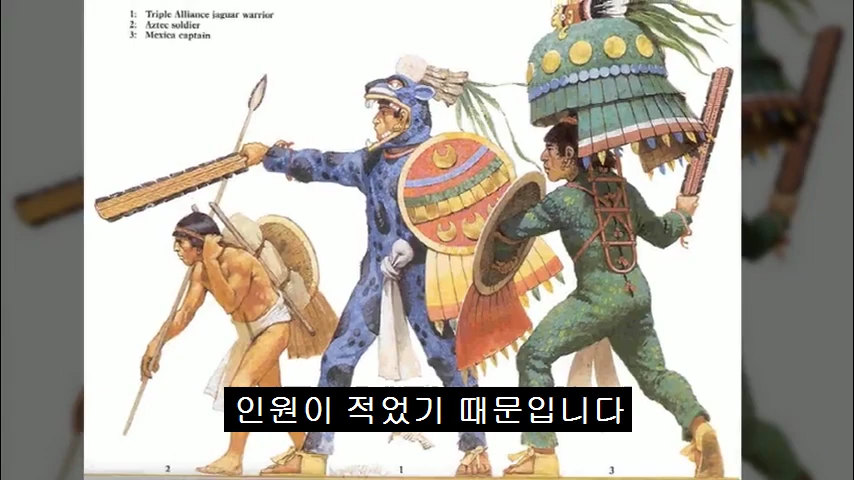 1: Triple Alliance jaguar warrior
2: Aztec soldier
3: Mexica captain
인원이 적었기 때문입니다
2 1 3